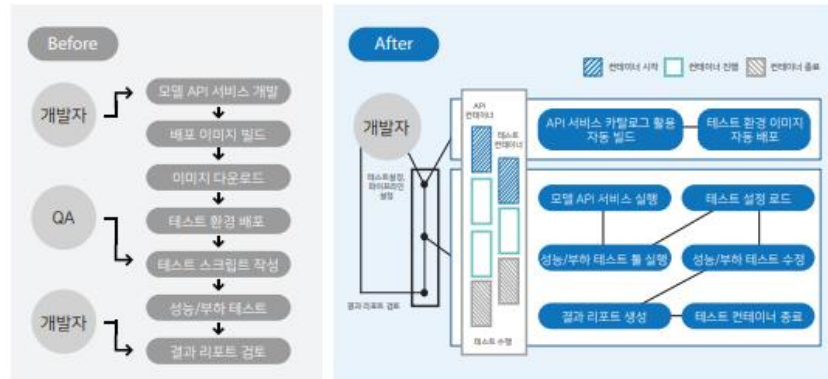 Before
개발자
모델 API 서비스 개발
배포 이미지 빌드
이미지 다운로드
QA
테스트 환경 배포
테스트 스크립트 작성
개발자
성능/부하 테스트
결과 리포트 검토
After
컨테이너 시작
컨테이너 진행
컨테이너 종료
개발자
테스트설정,
파이프라인
설정
결과 리포트 검토
API
컨테이너
테스트
컨테이너
테스트 수행
API 서비스 카탈로그 활용
자동 빌드
테스트 환경 이미지
자동 배포
모델 API 서비스 실행
테스트 설정 로드
성능/부하 테스트 툴 실행
성능/부하 테스트 수정
결과 리포트 생성
테스트 컨테이너 종료